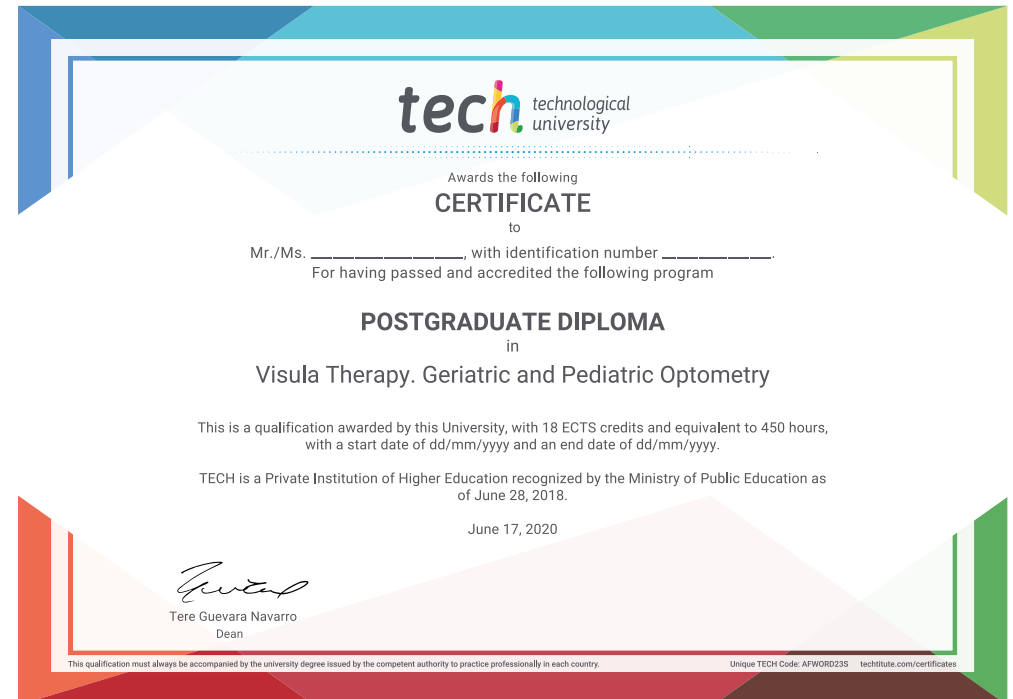 tech technological
university
Awards the following
CERTIFICATE
to
Mr./Ms. _________________, with identification number ____________.
For having passed and accredited the following program
POSTGRADUATE DIPLOMA
in
Visula Therapy. Geriatric and Pediatric Optometry
This is a qualification awarded by this University, with 18 ECTS credits and equivalent to 450 hours,
with a start date of dd/mm/yyyy and an end date of dd/mm/yyyy.
TECH is a Private Institution of Higher Education recognized by the Ministry of Public Education as
of June 28, 2018.
June 17, 2020
Tere Guevara Navarro
Dean
This qualification must always be accompanied by the university degree issued by the competent authority to practice professionally in each country.
Unique TECH Code: AFWORD23S techtitute.com/certificates